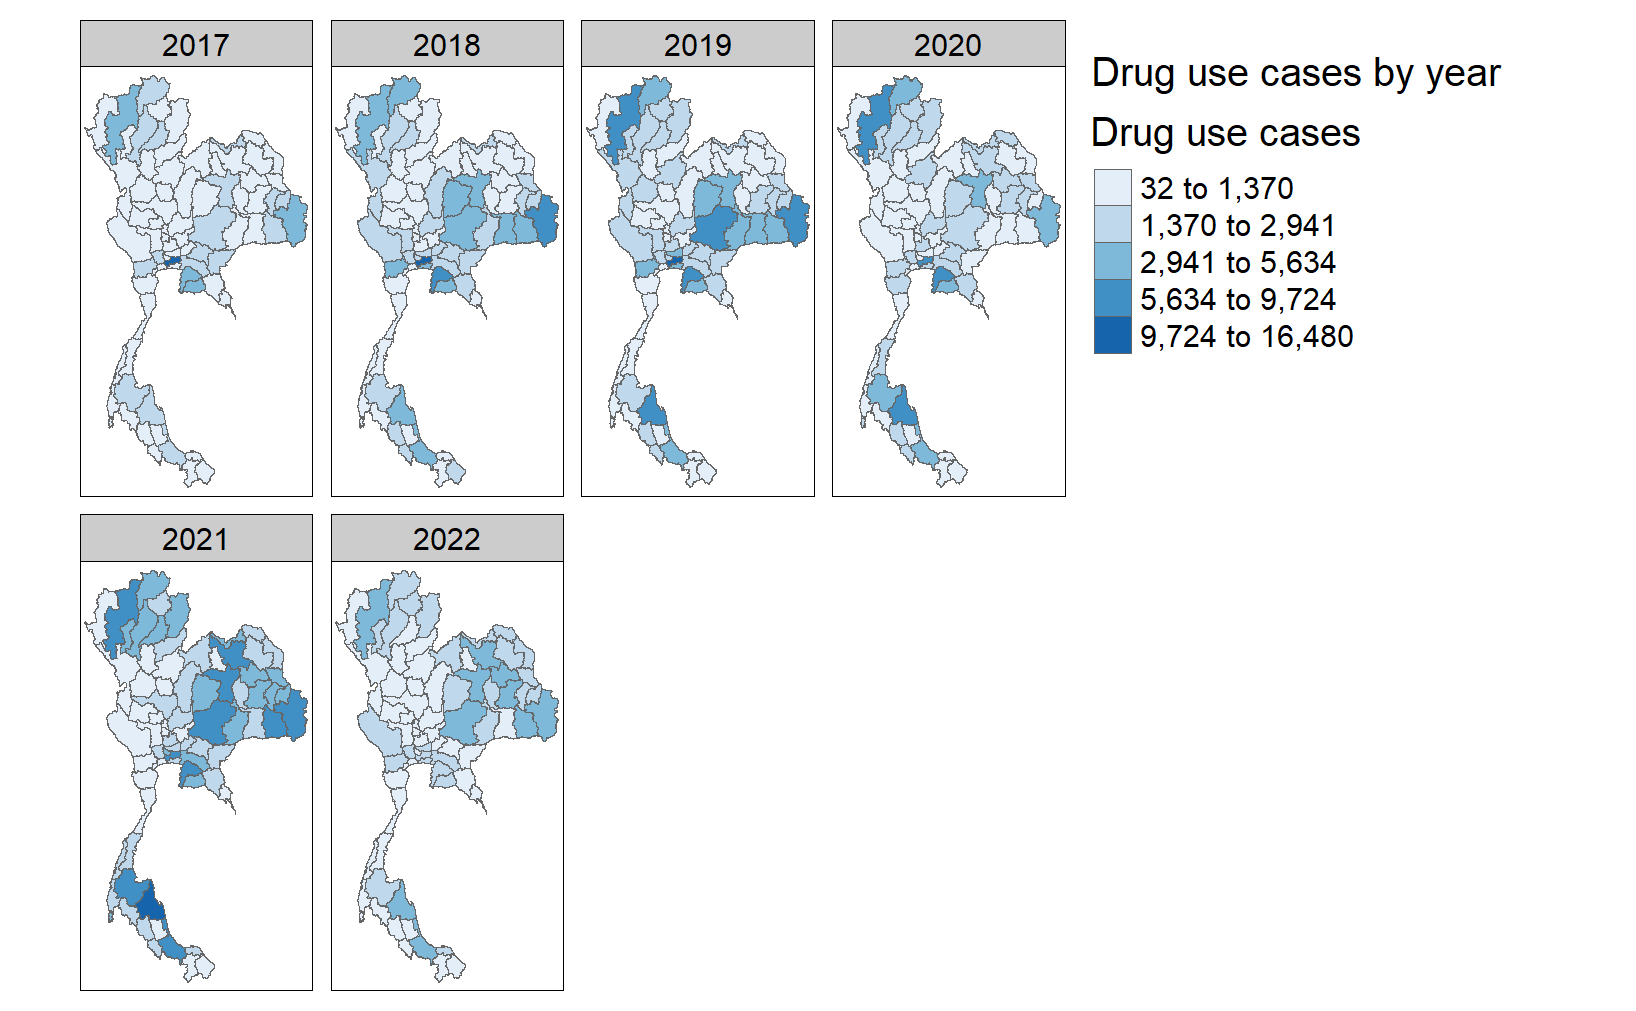 2017
2018
2019
2020
Drug use cases by year
Drug use cases
32 to 1,370
1,370 to 2,941
2,941 to 5,634
5,634 to 9,724
9,724 to 16,480
2021
2022